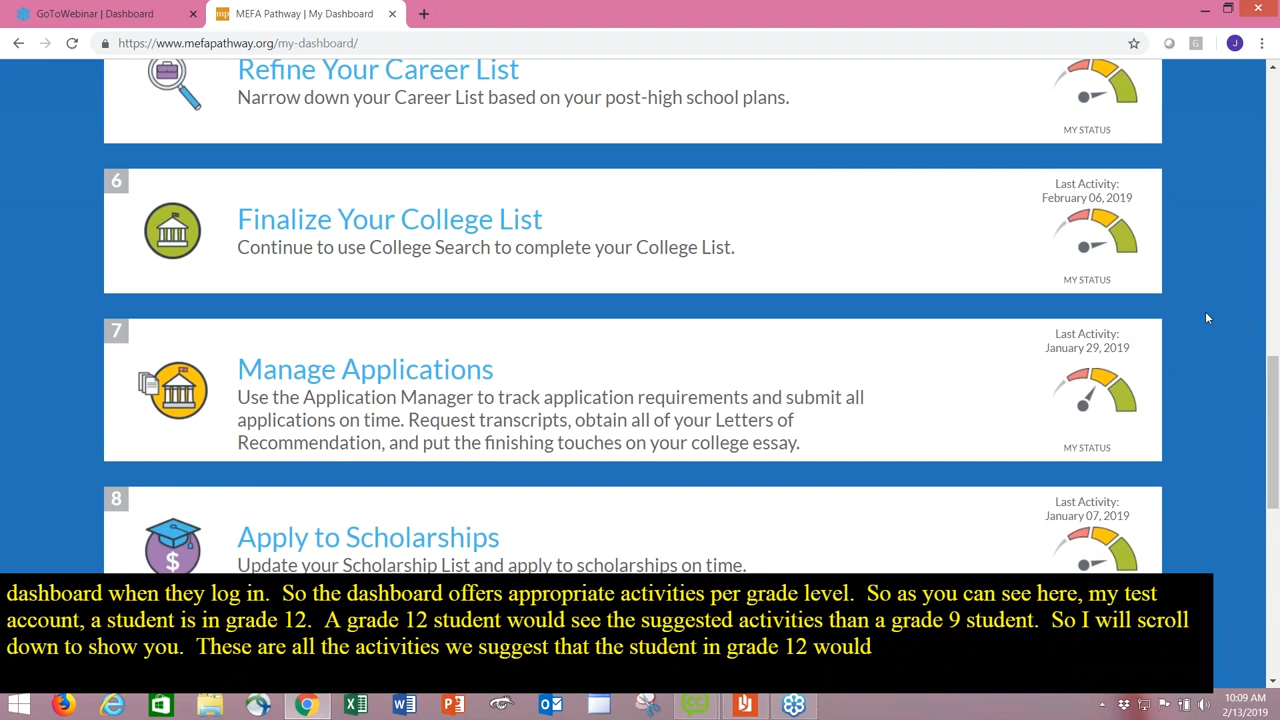 GoToWebinar | Dashboard
MEFA Pathway | My Dashboard
https://www.mefapathway.org/my-dashboard/
G
J
Refine Your Career List
Narrow down your Career List based on your post-high school plans.
MY STATUS
6
Finalize Your College List
Continue to use College Search to complete your College List.
Last Activity:
February 06, 2019
MY STATUS
7
Manage Applications
Use the Application Manager to track application requirements and submit all
applications on time. Request transcripts, obtain all of your Letters of
Recommendation, and put the finishing touches on your college essay.
Last Activity:
January 29, 2019
MY STATUS
8
Apply to Scholarships
Update your Scholarship List and apply to scholarships on time.
Last Activity:
January 07, 2019
dashboard when they log in.  So the dashboard offers appropriate activities per grade level.  So as you can see here, my test
account, a student is in grade 12.  A grade 12 student would see the suggested activities than a grade 9 student.  So I will scroll
down to show you.  These are all the activities we suggest that the student in grade 12 would
10:09 AM
2/13/2019